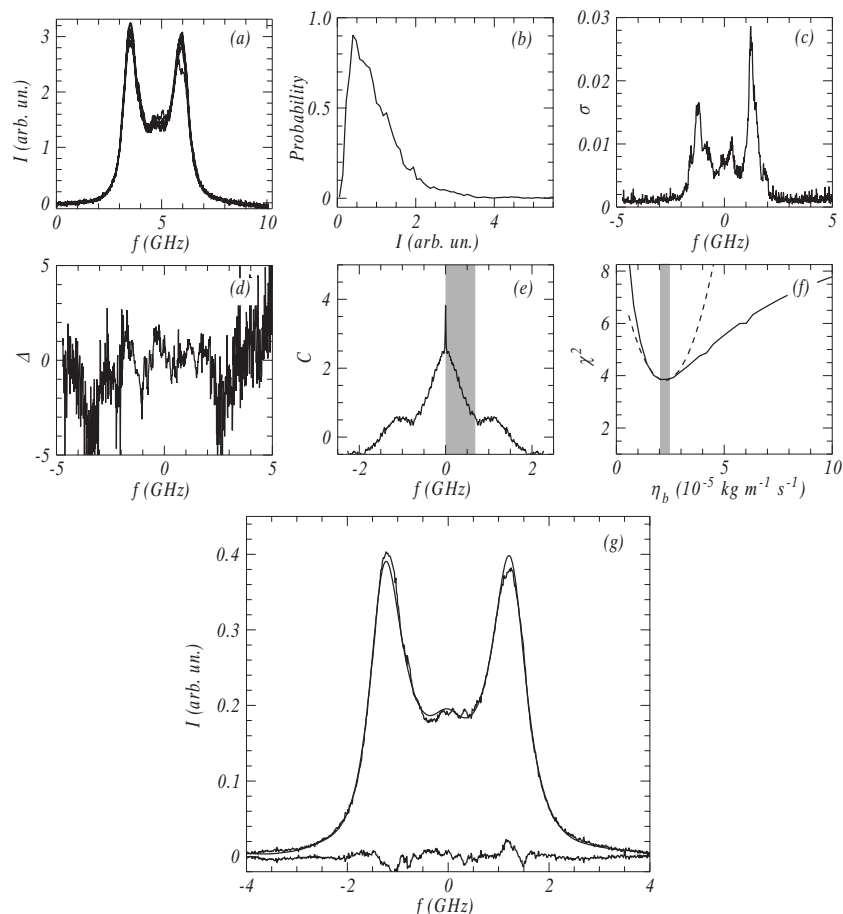 3
2
1
0
I (arb. un.)
(a)
0
5
10
f (GHz)
1.0
0.5
0.0
Probability
(b)
0
2
4
I (arb. un.)
0.03
0.02
0.01
0.00
σ
(c)
-5
0
5
f (GHz)
5
0
-5
Δ
(d)
-5
0
5
f (GHz)
4
2
0
C
(e)
-2
0
2
f (GHz)
8
6
4
2
χ²
(f)
0
5
10
η_b (10⁻⁵ kg m⁻¹ s⁻¹)
0.4
0.3
0.2
0.1
0
I (arb. un.)
(g)
-4
-2
0
2
4
f (GHz)